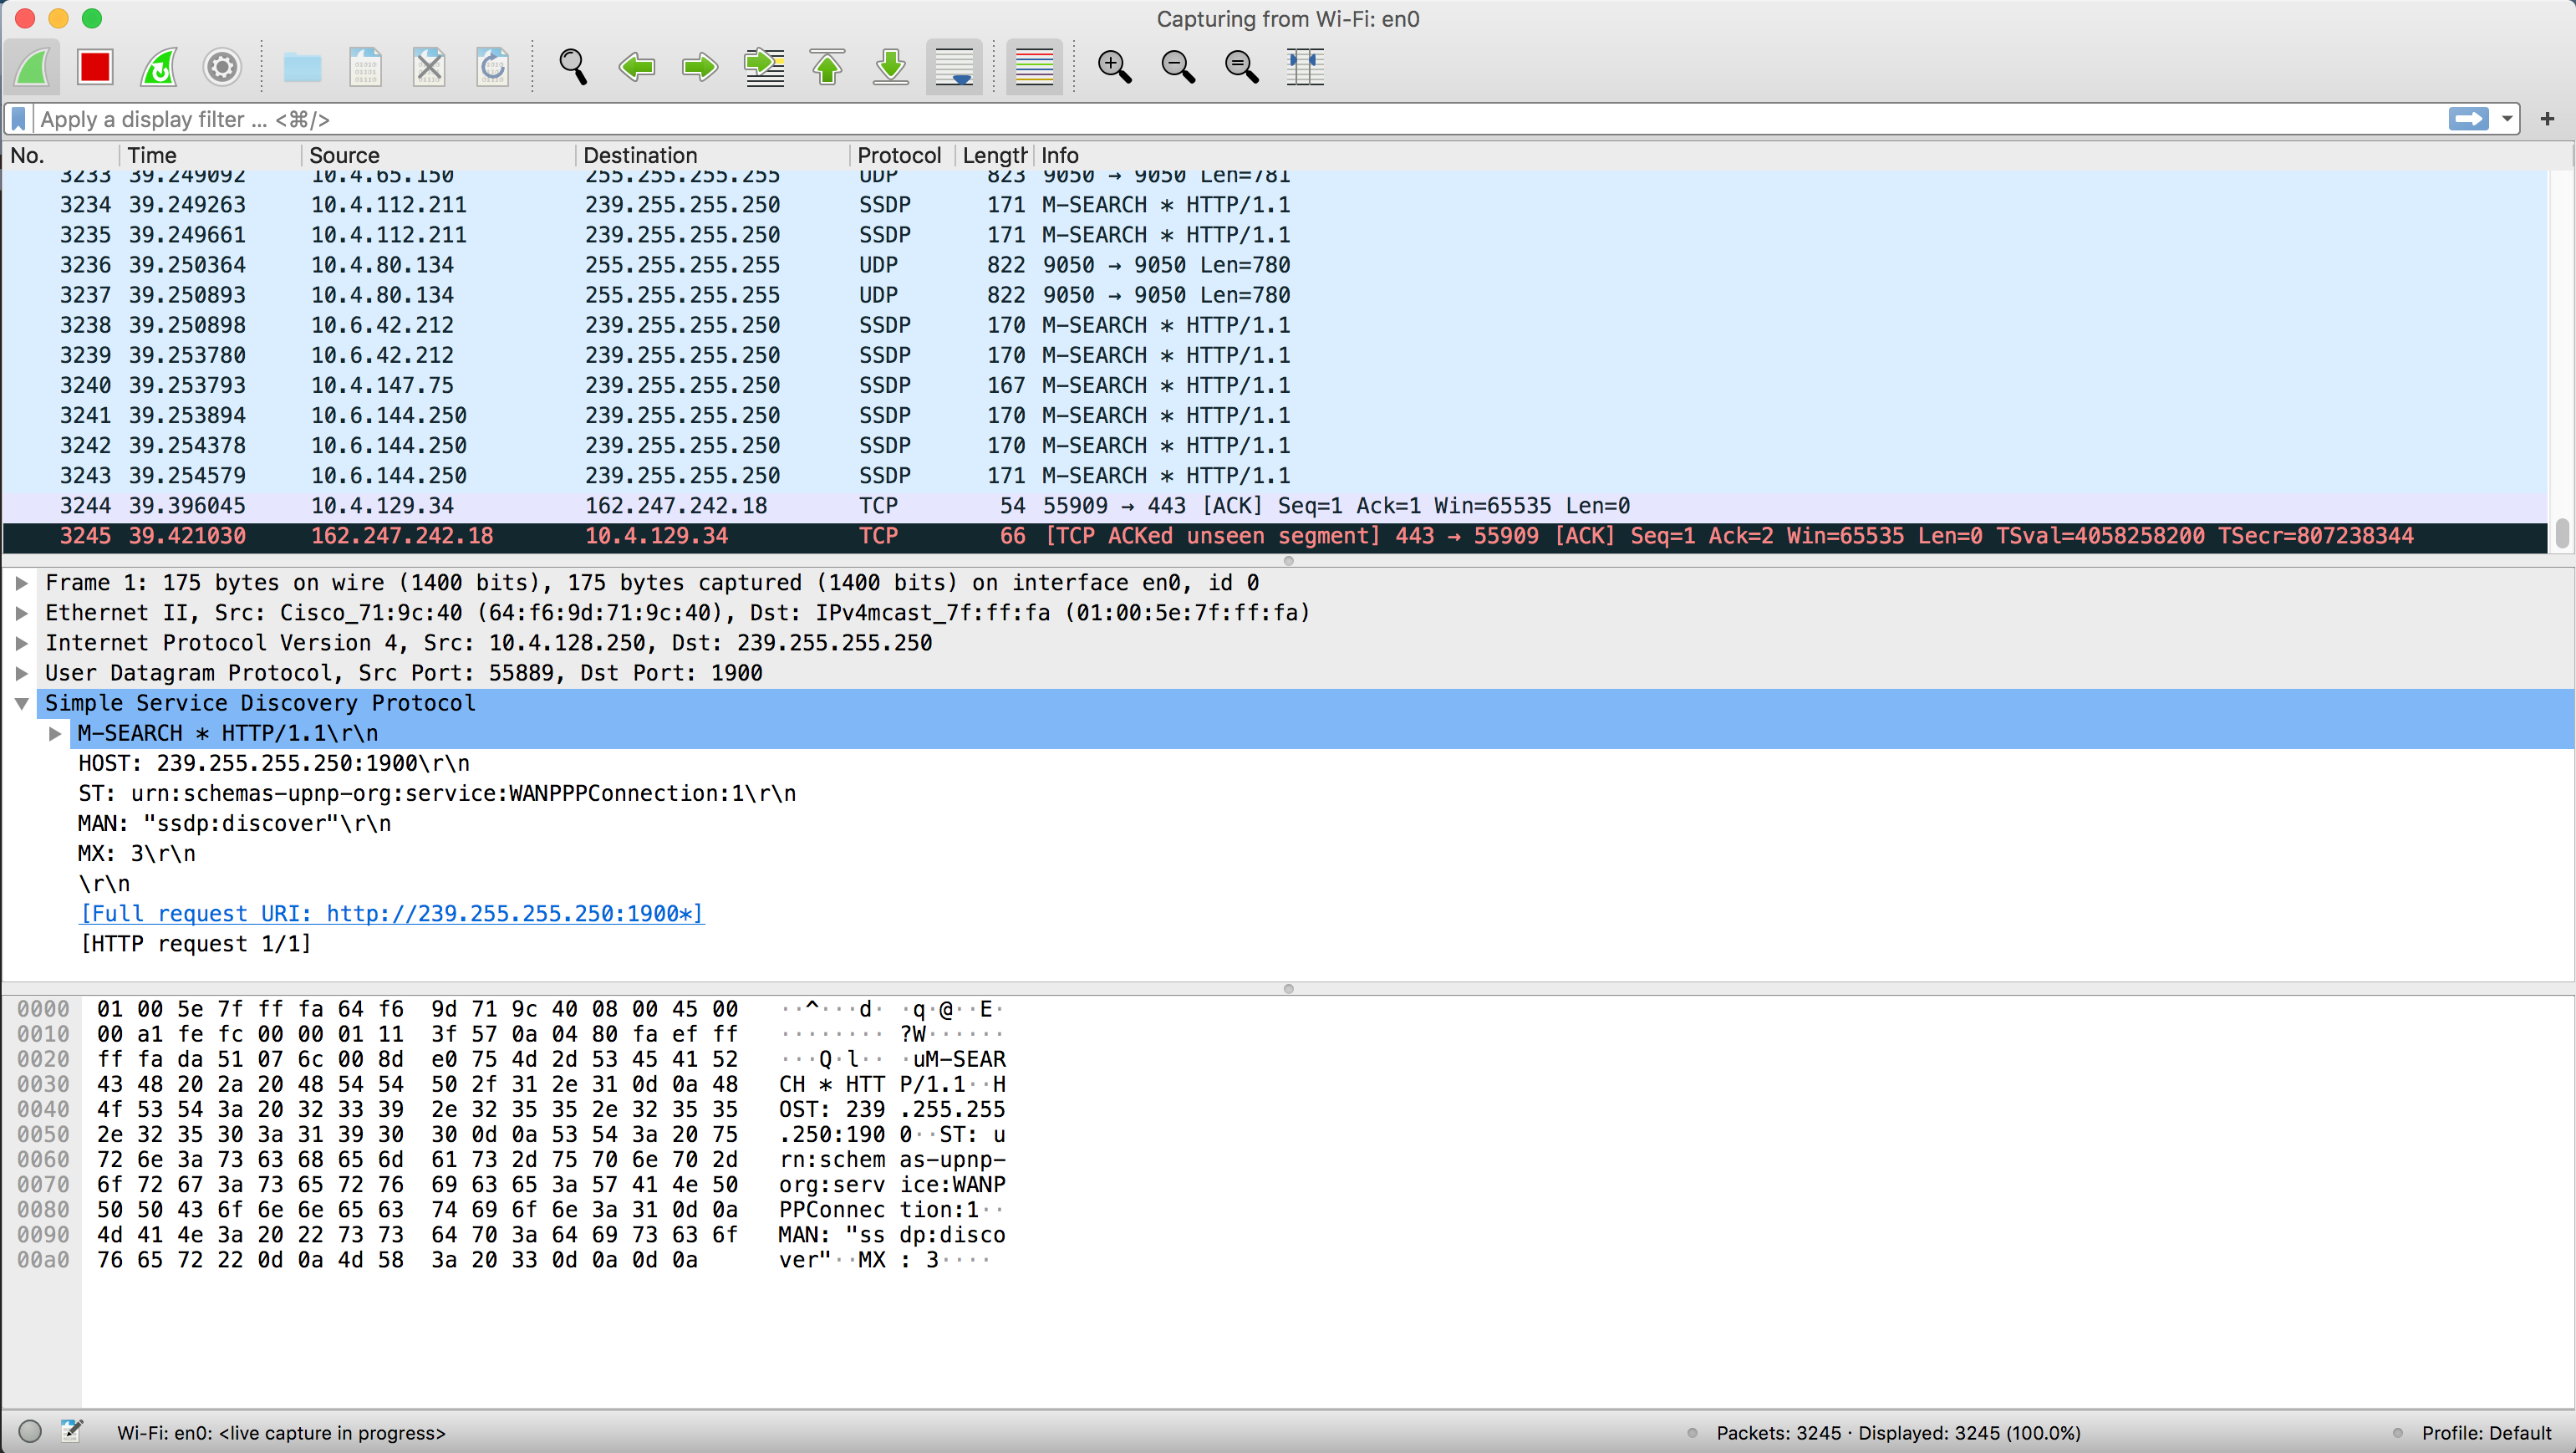 Capturing from Wi-Fi: en0
Apply a display filter ... <⌘/>
No. Time Source Destination Protocol Length Info
3233 39.249092 10.4.65.150 255.255.255.255 UDP 823 9050 → 9050 Len=781
3234 39.249263 10.4.112.211 239.255.255.250 SSDP 171 M-SEARCH * HTTP/1.1
3235 39.249661 10.4.112.211 239.255.255.250 SSDP 171 M-SEARCH * HTTP/1.1
3236 39.250364 10.4.80.134 255.255.255.255 UDP 822 9050 → 9050 Len=780
3237 39.250893 10.4.80.134 255.255.255.255 UDP 822 9050 → 9050 Len=780
3238 39.250898 10.6.42.212 239.255.255.250 SSDP 170 M-SEARCH * HTTP/1.1
3239 39.253780 10.6.42.212 239.255.255.250 SSDP 170 M-SEARCH * HTTP/1.1
3240 39.253793 10.4.147.75 239.255.255.250 SSDP 167 M-SEARCH * HTTP/1.1
3241 39.253894 10.6.144.250 239.255.255.250 SSDP 170 M-SEARCH * HTTP/1.1
3242 39.254378 10.6.144.250 239.255.255.250 SSDP 170 M-SEARCH * HTTP/1.1
3243 39.254579 10.6.144.250 239.255.255.250 SSDP 171 M-SEARCH * HTTP/1.1
3244 39.396045 10.4.129.34 162.247.242.18 TCP 54 55909 → 443 [ACK] Seq=1 Ack=1 Win=65535 Len=0
3245 39.421030 162.247.242.18 10.4.129.34 TCP 66 [TCP ACKed unseen segment] 443 → 55909 [ACK] Seq=1 Ack=2 Win=65535 Len=0 TSval=4058258200 TSecr=807238344
Frame 1: 175 bytes on wire (1400 bits), 175 bytes captured (1400 bits) on interface en0, id 0
Ethernet II, Src: Cisco_71:9c:40 (64:f6:9d:71:9c:40), Dst: IPv4mcast_7f:ff:fa (01:00:5e:7f:ff:fa)
Internet Protocol Version 4, Src: 10.4.128.250, Dst: 239.255.255.250
User Datagram Protocol, Src Port: 55889, Dst Port: 1900
Simple Service Discovery Protocol
M-SEARCH * HTTP/1.1\r\n
HOST: 239.255.255.250:1900\r\n
ST: urn:schemas-upnp-org:service:WANPPPConnection:1\r\n
MAN: "ssdp:discover"\r\n
MX: 3\r\n
\r\n
[Full request URI: http://239.255.255.250:1900*]
[HTTP request 1/1]
0000 01 00 5e 7f ff fa 64 f6 9d 71 9c 40 08 00 45 00 ··^···d· ·q·@··E·
0010 00 a1 fe fc 00 00 01 11 3f 57 0a 04 80 fa ef ff ········ ?W······
0020 ff fa da 51 07 6c 00 8d e0 75 4d 2d 53 45 41 52 ···Q·l·· ·uM-SEAR
0030 43 48 20 2a 20 48 54 54 50 2f 31 2e 31 0d 0a 48 CH * HTT P/1.1··H
0040 4f 53 54 3a 20 32 33 39 2e 32 35 35 2e 32 35 35 OST: 239 .255.255
0050 2e 32 35 30 3a 31 39 30 30 0d 0a 53 54 3a 20 75 .250:190 0··ST: u
0060 72 6e 3a 73 63 68 65 6d 61 73 2d 75 70 6e 70 2d rn:schem as-upnp-
0070 6f 72 67 3a 73 65 72 76 69 63 65 3a 57 41 4e 50 org:serv ice:WANP
0080 50 50 43 6f 6e 6e 65 63 74 69 6f 6e 3a 31 0d 0a PPConnec tion:1··
0090 4d 41 4e 3a 20 22 73 73 64 70 3a 64 69 73 63 6f MAN: "ss dp:disco
00a0 76 65 72 22 0d 0a 4d 58 3a 20 33 0d 0a 0d 0a ver"··MX : 3····
Wi-Fi: en0: <live capture in progress> Packets: 3245 · Displayed: 3245 (100.0%) Profile: Default